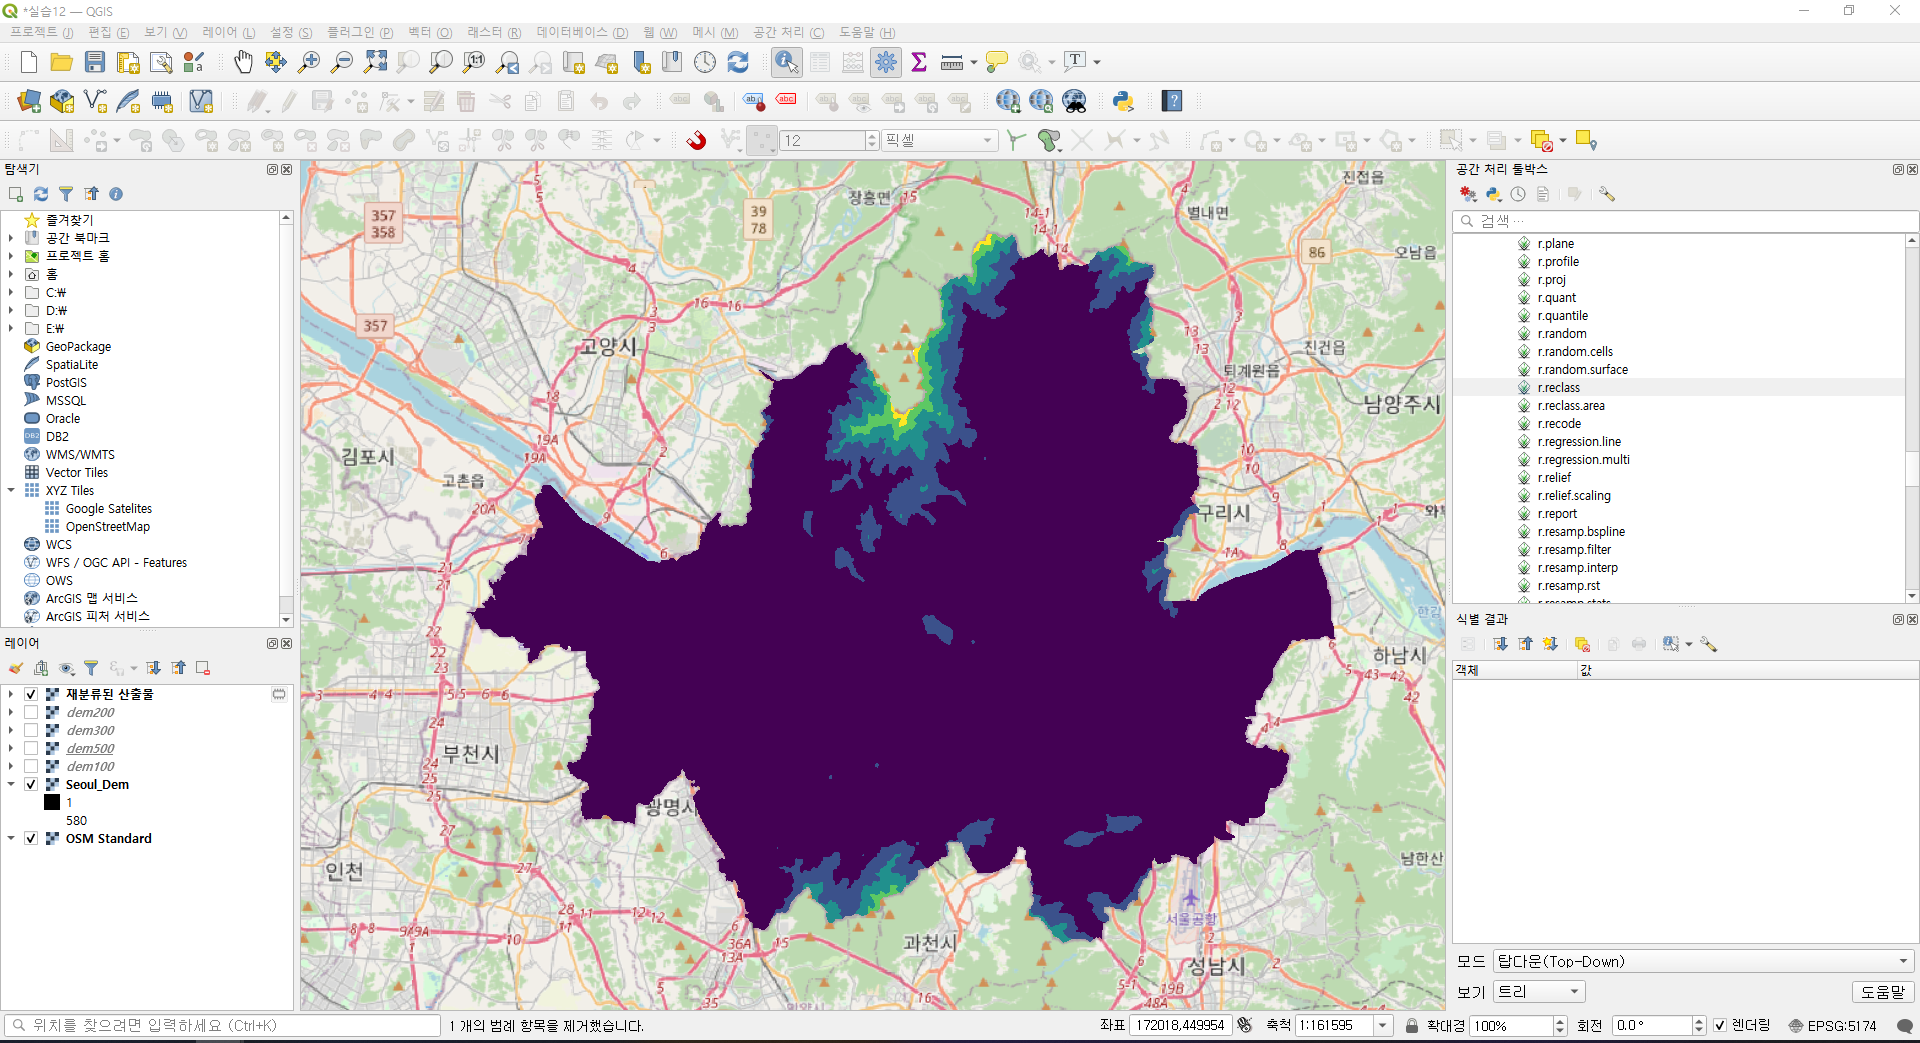 *실습12 — QGIS
프로젝트 (J) 편집 (E) 보기 (V) 레이어 (L) 설정 (S) 플러그인 (P) 벡터 (O) 래스터 (R) 데이터베이스 (D) 웹 (W) 메시 (M) 공간 처리 (C) 도움말 (H)
12 픽셀
탐색기
즐겨찾기
공간 북마크
프로젝트 홈
홈
C:₩
D:₩
E:₩
GeoPackage
SpatiaLite
PostGIS
MSSQL
Oracle
DB2
WMS/WMTS
Vector Tiles
XYZ Tiles
Google Satelites
OpenStreetMap
WCS
WFS / OGC API - Features
OWS
ArcGIS 맵 서비스
ArcGIS 피처 서비스
레이어
재분류된 산출물
dem200
dem300
dem500
dem100
Seoul_Dem
1
580
OSM Standard
장흥면
진접읍
별내면
오남읍
357
358
39
78
86
357
고양시
진건읍
퇴계원읍
남양주시
김포시
고촌읍
구리시
하남시
부천시
광명시
인천
남한산
서울공항
과천시
성남시
공간 처리 툴박스
검색 …
r.plane
r.profile
r.proj
r.quant
r.quantile
r.random
r.random.cells
r.random.surface
r.reclass
r.reclass.area
r.recode
r.regression.line
r.regression.multi
r.relief
r.relief.scaling
r.report
r.resamp.bspline
r.resamp.filter
r.resamp.interp
r.resamp.rst
r.resamp.stats
식별 결과
객체 값
모드 탑다운(Top-Down)
보기 트리 도움말
위치를 찾으려면 입력하세요 (Ctrl+K) 1 개의 범례 항목을 제거했습니다. 좌표 172018,449954 축척 1:161595 확대경 100% 회전 0.0 ° 렌더링 EPSG:5174